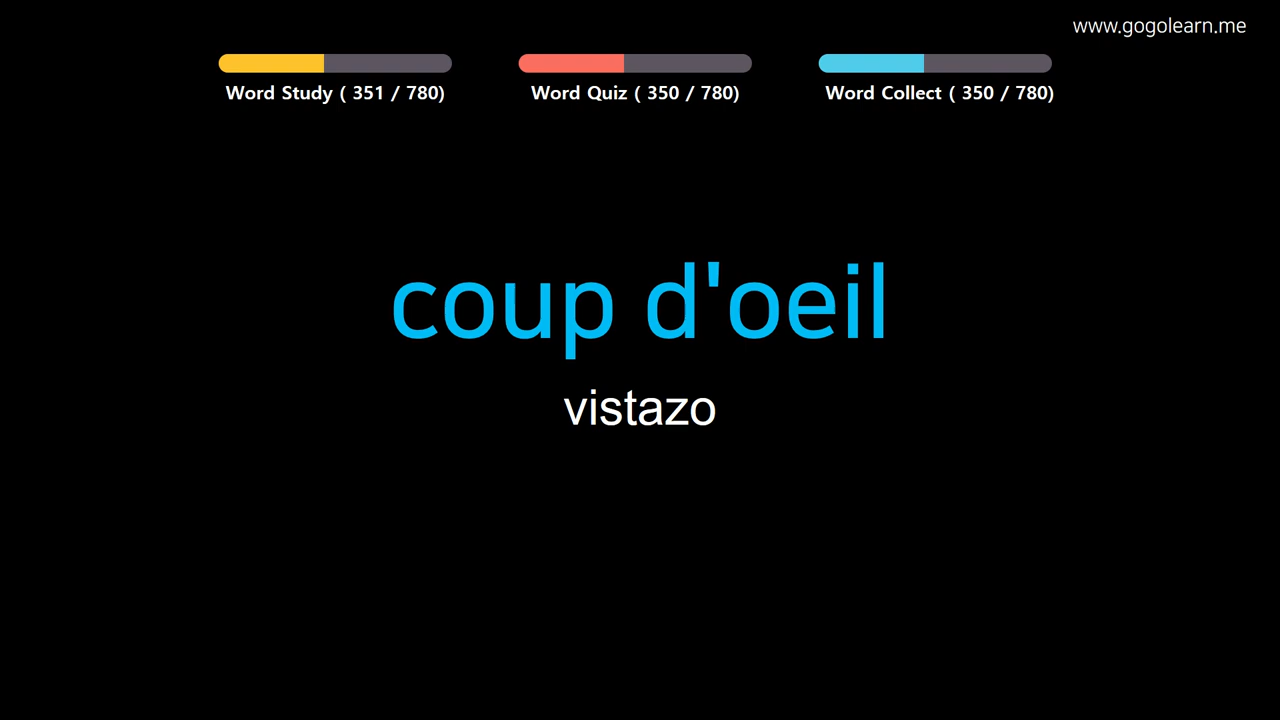 www.gogolearn.me
Word Study ( 351 / 780)
Word Quiz ( 350 / 780)
Word Collect ( 350 / 780)
coup d'oeil
vistazo